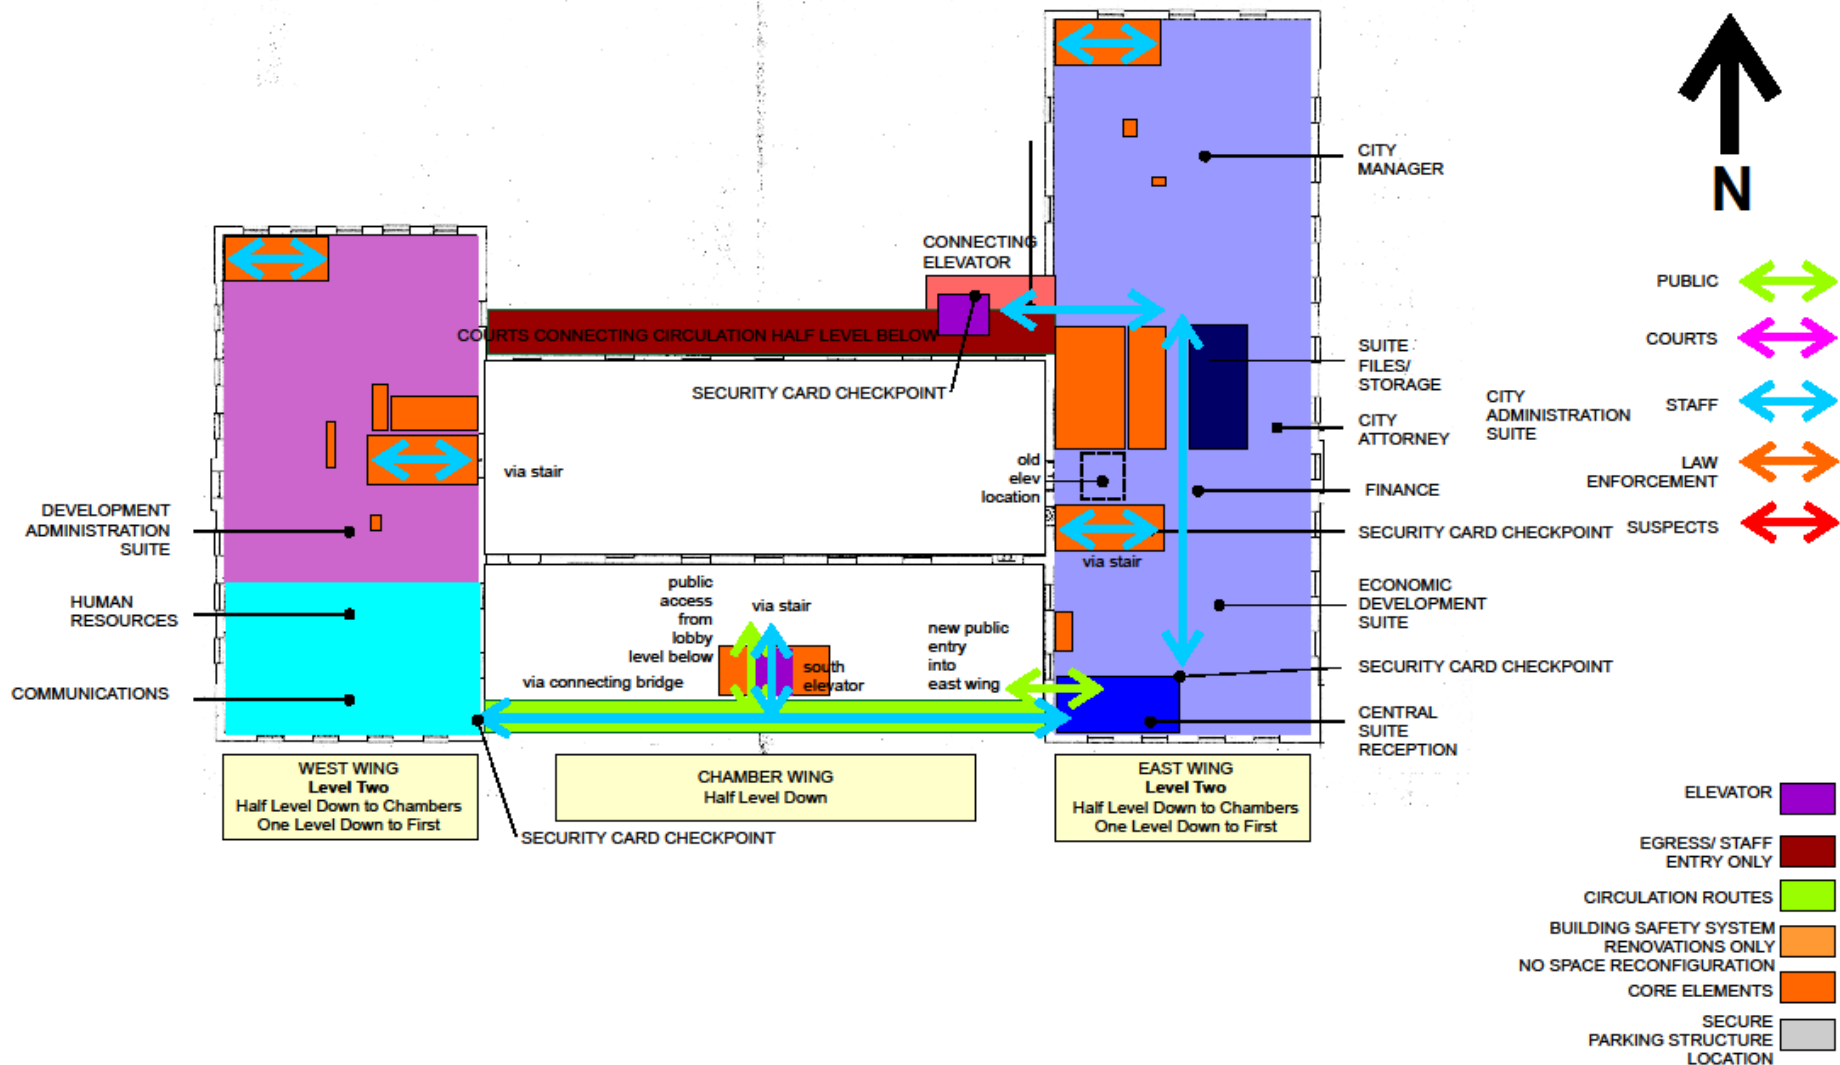 N
CITY
MANAGER
CONNECTING
ELEVATOR
PUBLIC
COURTS CONNECTING CIRCULATION HALF LEVEL BELOW
COURTS
SUITE
FILES/
STORAGE
SECURITY CARD CHECKPOINT
CITY
ADMINISTRATION
SUITE
STAFF
CITY
ATTORNEY
via stair
old
elev
location
LAW
ENFORCEMENT
FINANCE
DEVELOPMENT
ADMINISTRATION
SUITE
SECURITY CARD CHECKPOINT
SUSPECTS
via stair
public
access
from
lobby
level below
via stair
HUMAN
RESOURCES
ECONOMIC
DEVELOPMENT
SUITE
new public
entry
into
east wing
south
elevator
via connecting bridge
SECURITY CARD CHECKPOINT
COMMUNICATIONS
CENTRAL
SUITE
RECEPTION
WEST WING
Level Two
Half Level Down to Chambers
One Level Down to First
CHAMBER WING
Half Level Down
EAST WING
Level Two
Half Level Down to Chambers
One Level Down to First
SECURITY CARD CHECKPOINT
ELEVATOR
EGRESS/ STAFF
ENTRY ONLY
CIRCULATION ROUTES
BUILDING SAFETY SYSTEM
RENOVATIONS ONLY
NO SPACE RECONFIGURATION
CORE ELEMENTS
SECURE
PARKING STRUCTURE
LOCATION